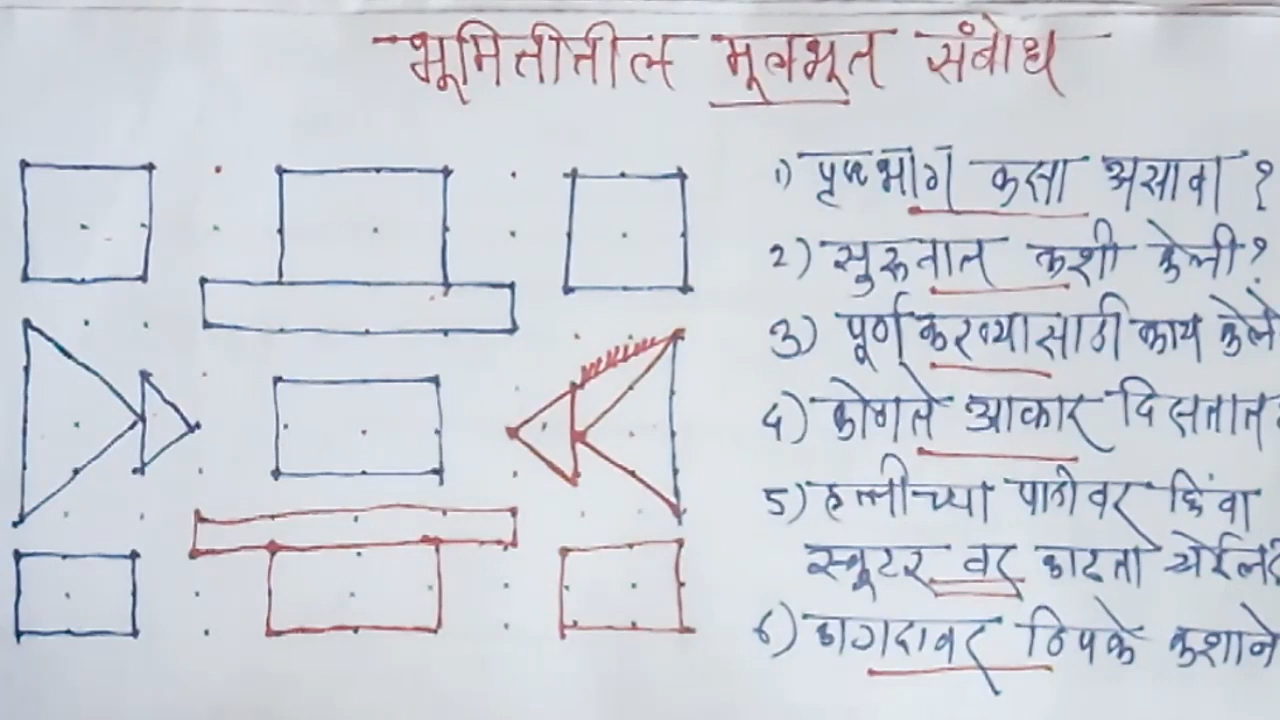 भूमितीतील मूलभूत संबोध
1) पृष्ठभाग कसा असावा ?
2) सुरूवात कशी केली?
3) पूर्ण करण्यासाठी काय केले
4) कोणते आकार दिसतात
5) हत्तीच्या पाठीवर किंवा
स्कूटर वर काढता येईल
6) कागदावर ठिपके कशाने